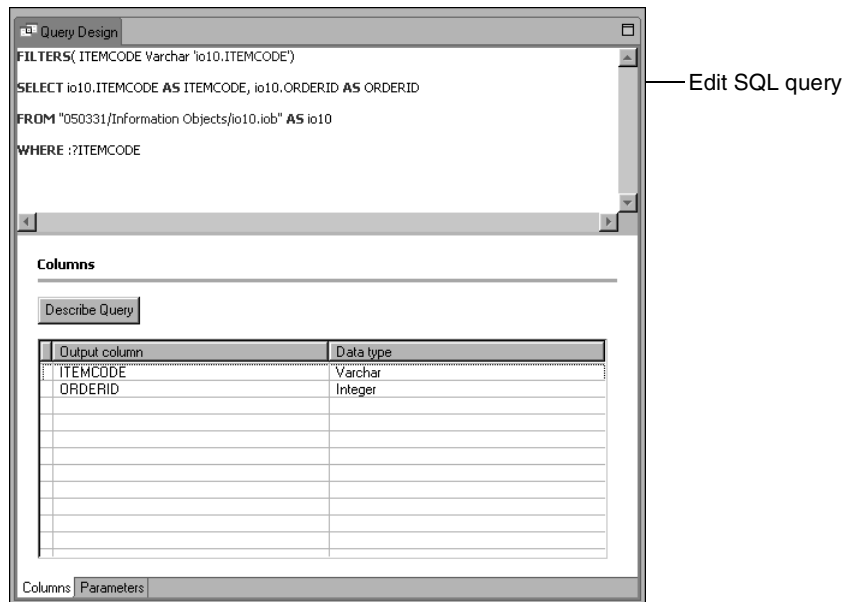 Query Design
FILTERS( ITEMCODE Varchar 'io10.ITEMCODE')
SELECT io10.ITEMCODE AS ITEMCODE, io10.ORDERID AS ORDERID
FROM "050331/Information Objects/io10.iob" AS io10
WHERE :?ITEMCODE
Edit SQL query
Columns
Describe Query
Output column Data type
ITEMCODE Varchar
ORDERID Integer
Columns Parameters